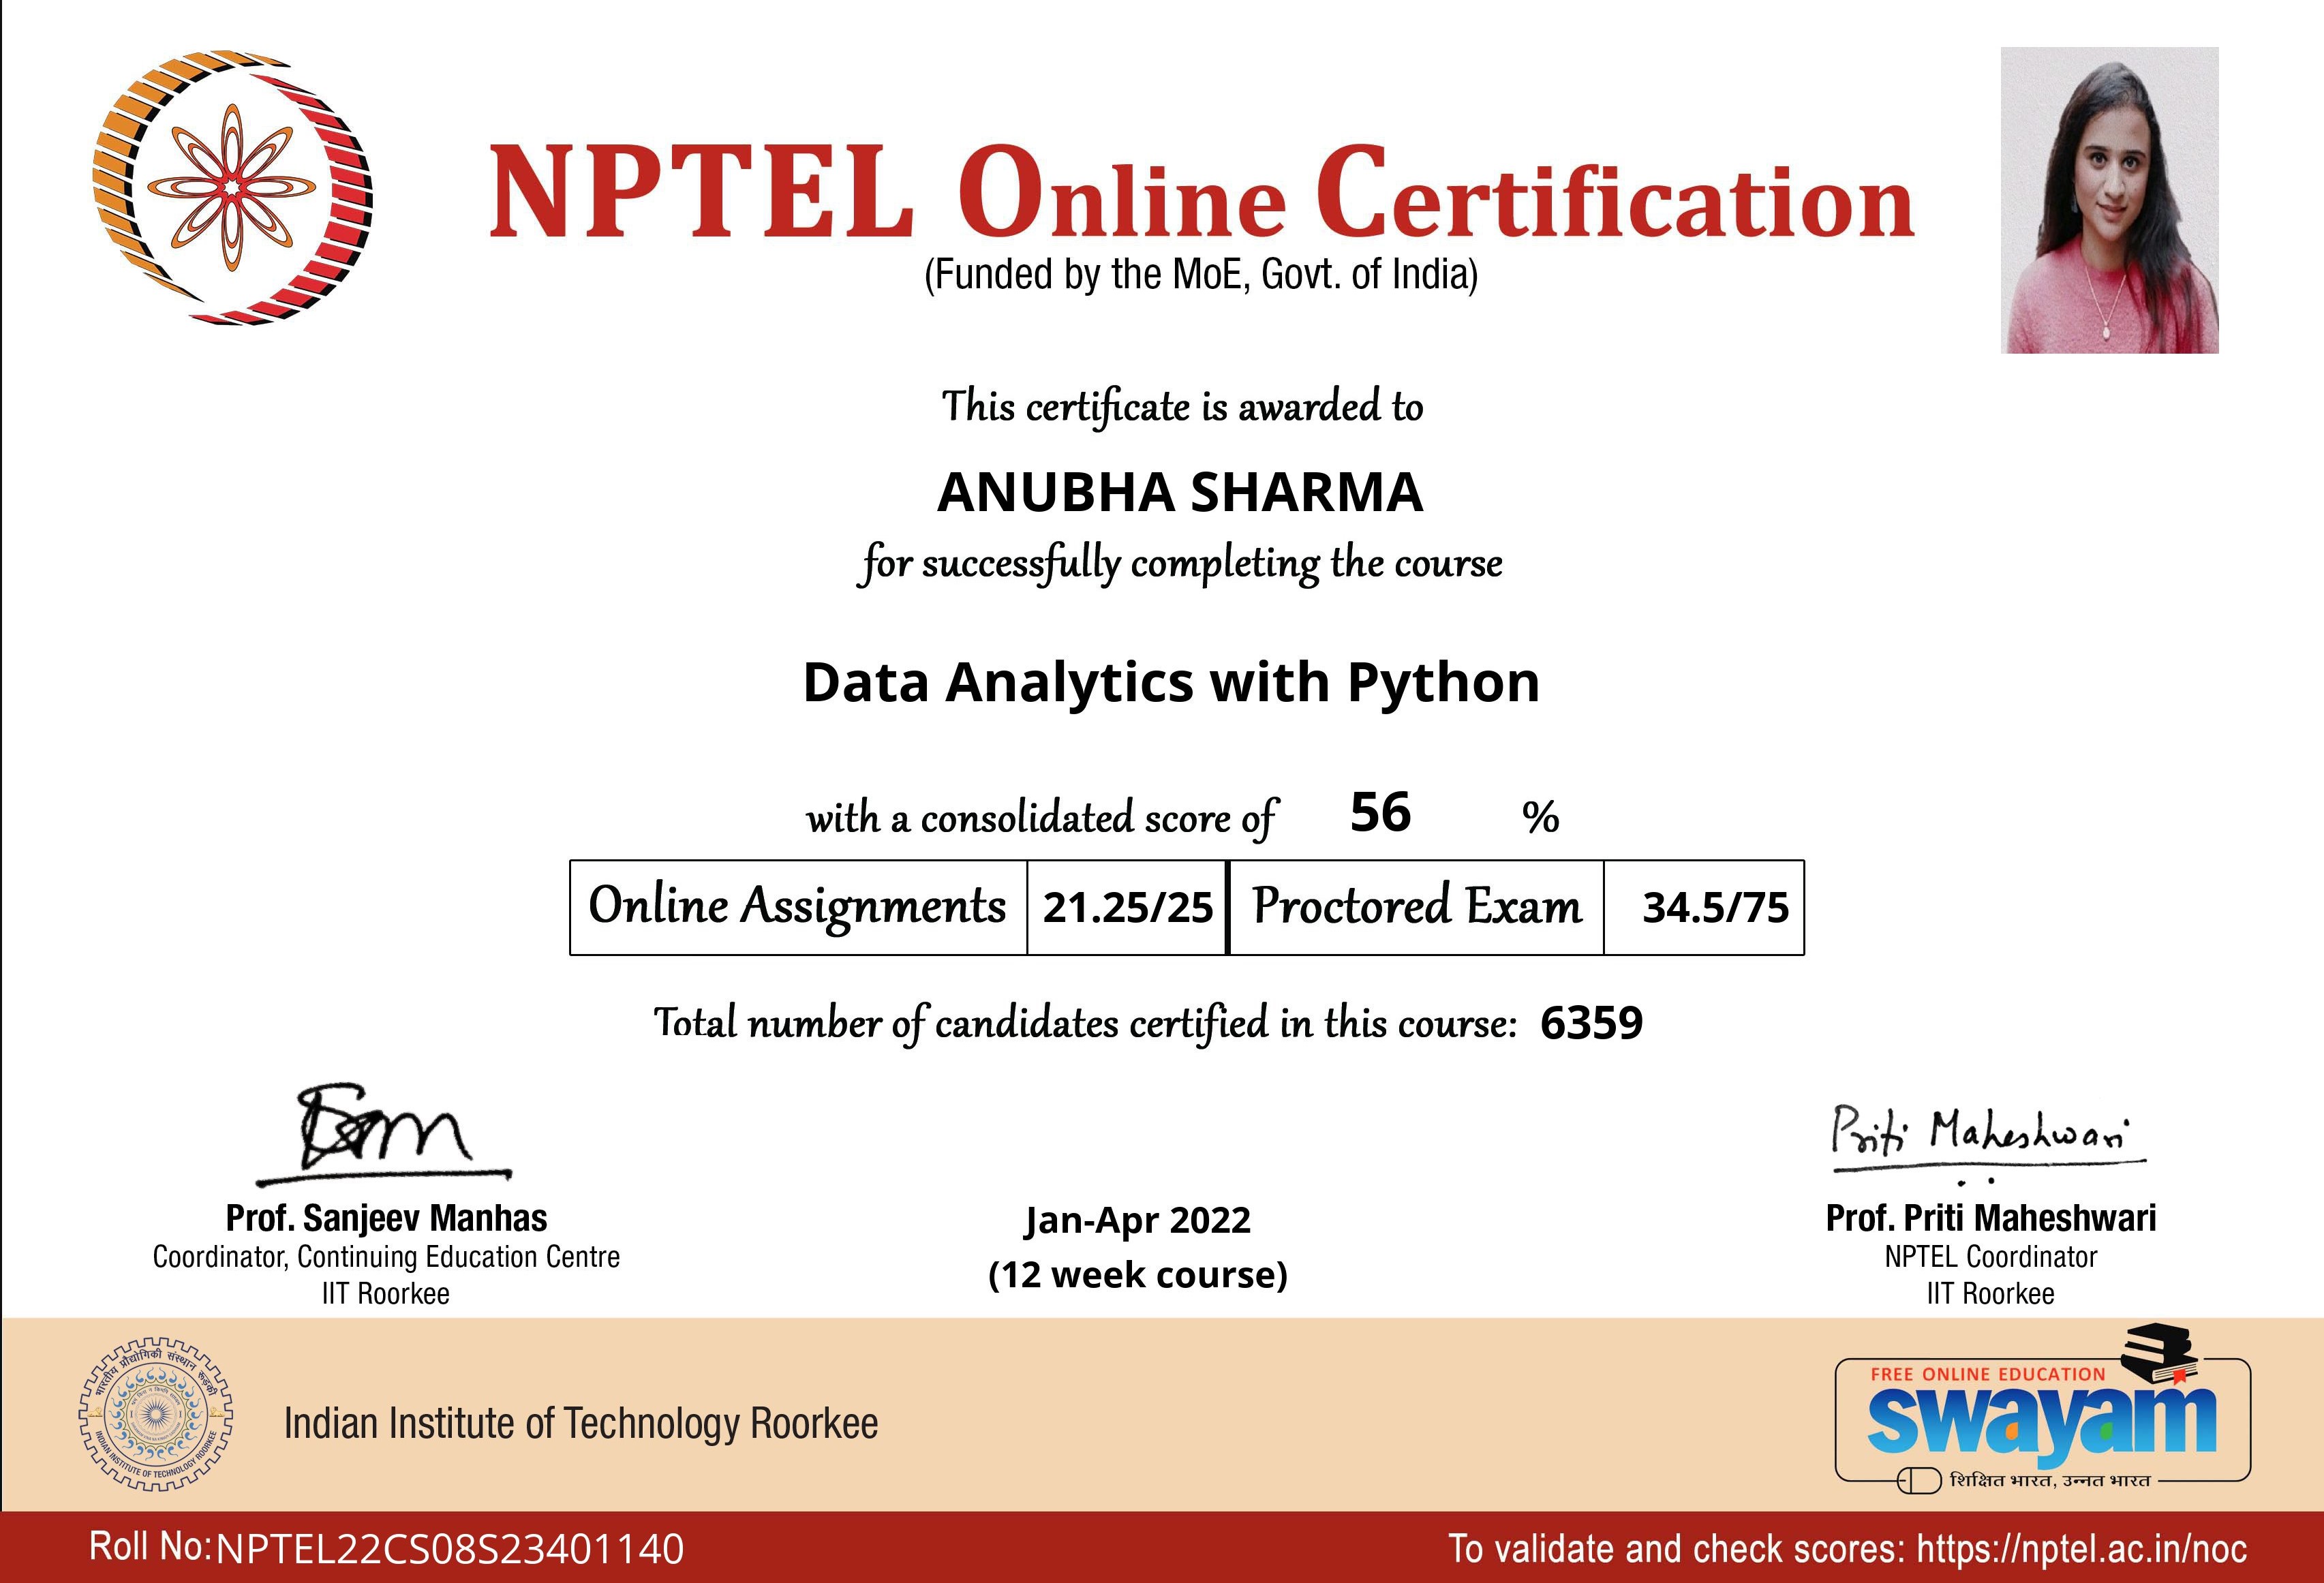 NPTEL Online Certification
(Funded by the MoE, Govt. of India)
This certificate is awarded to
ANUBHA SHARMA
for successfully completing the course
Data Analytics with Python
with a consolidated score of 56 %
Online Assignments 21.25/25 Proctored Exam 34.5/75
Total number of candidates certified in this course: 6359
Priti Maheshwari
Prof. Sanjeev Manhas
Coordinator, Continuing Education Centre
IIT Roorkee
Jan-Apr 2022
(12 week course)
Prof. Priti Maheshwari
NPTEL Coordinator
IIT Roorkee
भारतीय प्रौद्योगिकी संस्थान रूड़की
INDIAN INSTITUTE OF TECHNOLOGY ROORKEE
Indian Institute of Technology Roorkee
FREE ONLINE EDUCATION
swayam
शिक्षित भारत, उन्नत भारत
Roll No: NPTEL22CS08S23401140
To validate and check scores: https://nptel.ac.in/noc